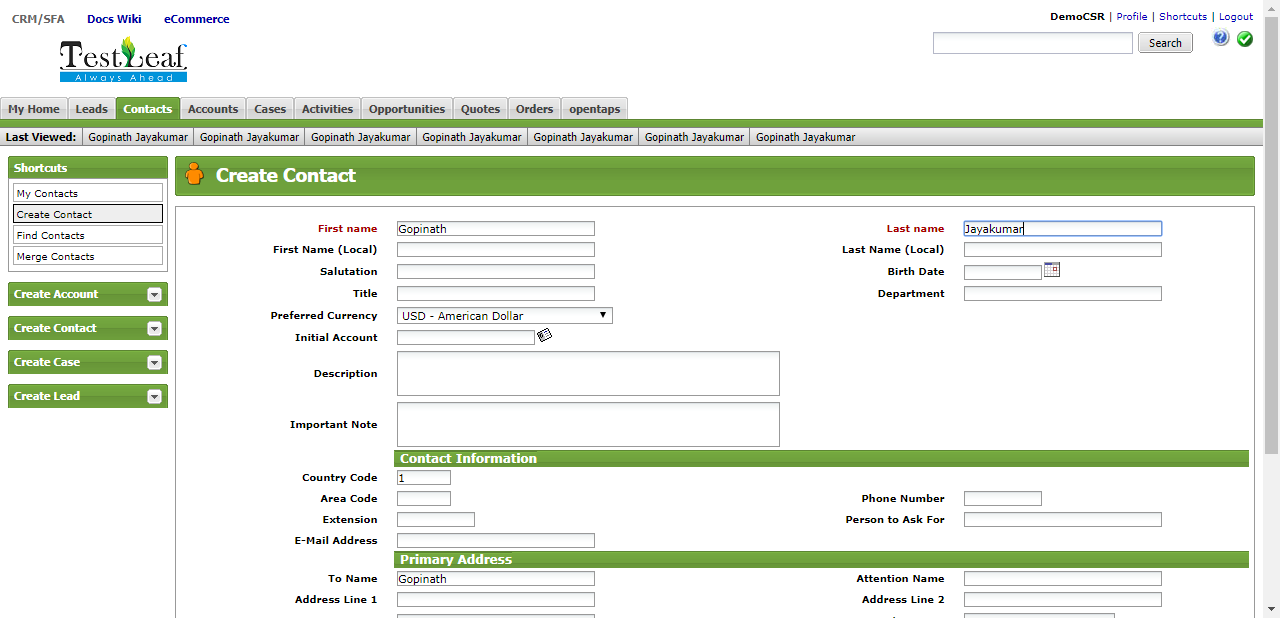 CRM/SFA Docs Wiki eCommerce
DemoCSR | Profile | Shortcuts | Logout
TestLeaf
Always Ahead
Search
My Home Leads Contacts Accounts Cases Activities Opportunities Quotes Orders opentaps
Last Viewed: Gopinath Jayakumar Gopinath Jayakumar Gopinath Jayakumar Gopinath Jayakumar Gopinath Jayakumar Gopinath Jayakumar Gopinath Jayakumar
Shortcuts
My Contacts
Create Contact
Find Contacts
Merge Contacts
Create Account
Create Contact
Create Case
Create Lead
Create Contact
First name Gopinath Last name Jayakumar
First Name (Local) Last Name (Local)
Salutation Birth Date
Title Department
Preferred Currency USD - American Dollar
Initial Account
Description
Important Note
Contact Information
Country Code 1
Area Code Phone Number
Extension Person to Ask For
E-Mail Address
Primary Address
To Name Gopinath Attention Name
Address Line 1 Address Line 2